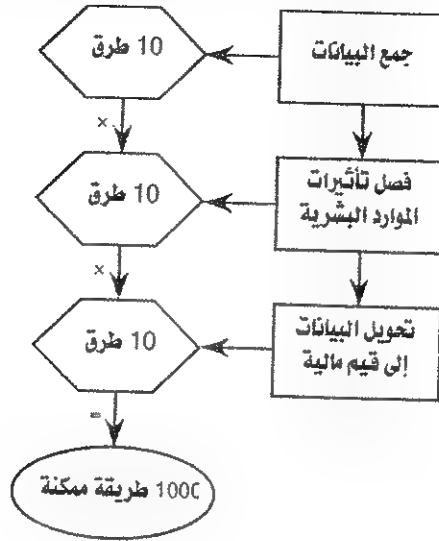 جمع البيانات
10 طرق
×
فصل تأثيرات
الموارد البشرية
10 طرق
×
تحويل البيانات
إلى قيم مالية
10 طرق
=
1000 طريقة ممكنة